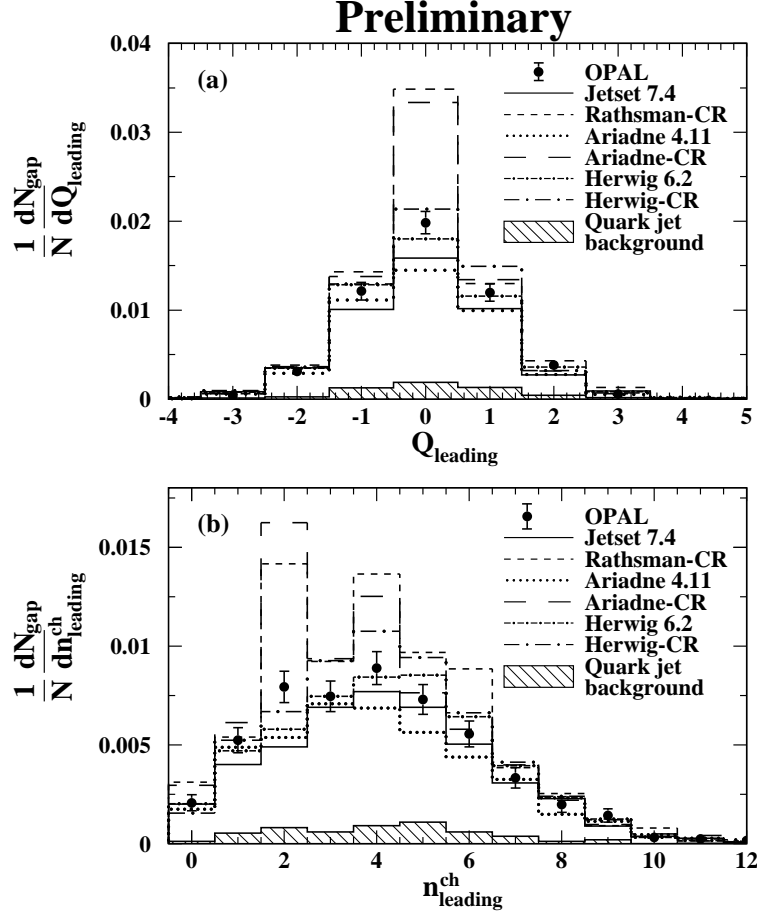 Preliminary
(a)
OPAL
Jetset 7.4
Rathsman-CR
Ariadne 4.11
Ariadne-CR
Herwig 6.2
Herwig-CR
Quark jet
background
0.04
0.03
0.02
0.01
0
-4 -3 -2 -1 0 1 2 3 4 5
Q_leading
1/N dN_gap/dQ_leading
(b)
OPAL
Jetset 7.4
Rathsman-CR
Ariadne 4.11
Ariadne-CR
Herwig 6.2
Herwig-CR
Quark jet
background
0.015
0.01
0.005
0
0 2 4 6 8 10 12
n^ch_leading
1/N dN_gap/dn^ch_leading